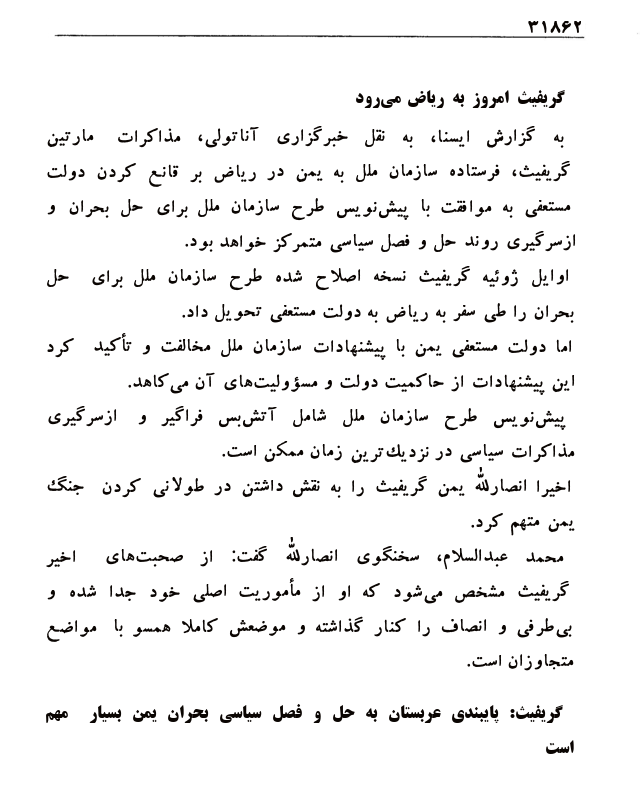 ۳۱۸۶۲
گریفیث امروز به ریاض می‌رود
به گزارش ایسنا، به نقل خبرگزاری آناتولی، مذاکرات مارتین
گریفیث، فرستاده سازمان ملل به یمن در ریاض بر قانع کردن دولت
مستعفی به موافقت با پیش‌نویس طرح سازمان ملل برای حل بحران و
ازسرگیری روند حل و فصل سیاسی متمرکز خواهد بود.
اوایل ژوئیه گریفیث نسخه اصلاح شده طرح سازمان ملل برای حل
بحران را طی سفر به ریاض به دولت مستعفی تحویل داد.
اما دولت مستعفی یمن با پیشنهادات سازمان ملل مخالفت و تأکید کرد
این پیشنهادات از حاکمیت دولت و مسؤولیت‌های آن می‌کاهد.
پیش‌نویس طرح سازمان ملل شامل آتش‌بس فراگیر و ازسرگیری
مذاکرات سیاسی در نزدیك‌ترین زمان ممکن است.
اخیرا انصارﷲ یمن گریفیث را به نقش داشتن در طولانی کردن جنگ
یمن متهم کرد.
محمد عبدالسلام، سخنگوی انصارﷲ گفت: از صحبت‌های اخیر
گریفیث مشخص می‌شود که او از مأموریت اصلی خود جدا شده و
بی‌طرفی و انصاف را کنار گذاشته و موضعش کاملا همسو با مواضع
متجاوزان است.
گریفیث: پایبندی عربستان به حل و فصل سیاسی بحران یمن بسیار مهم
است